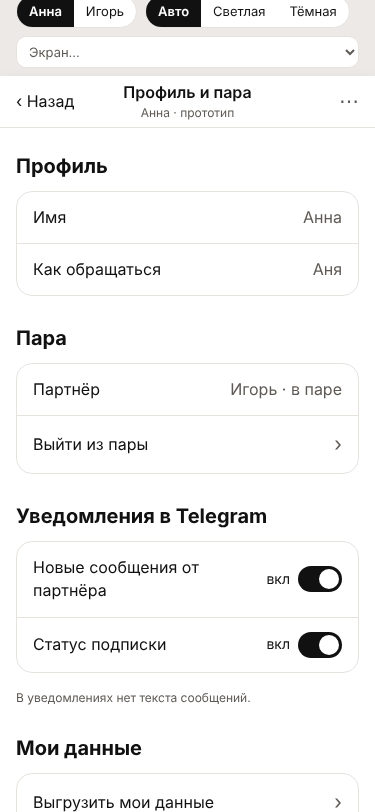 Анна Игорь Авто Светлая Тёмная
Экран...
‹ Назад
Профиль и пара
Анна · прототип
...
Профиль
Имя Анна
Как обращаться Аня
Пара
Партнёр Игорь · в паре
Выйти из пары ›
Уведомления в Telegram
Новые сообщения от
партнёра
вкл
Статус подписки вкл
В уведомлениях нет текста сообщений.
Мои данные
Выгрузить мои данные ›